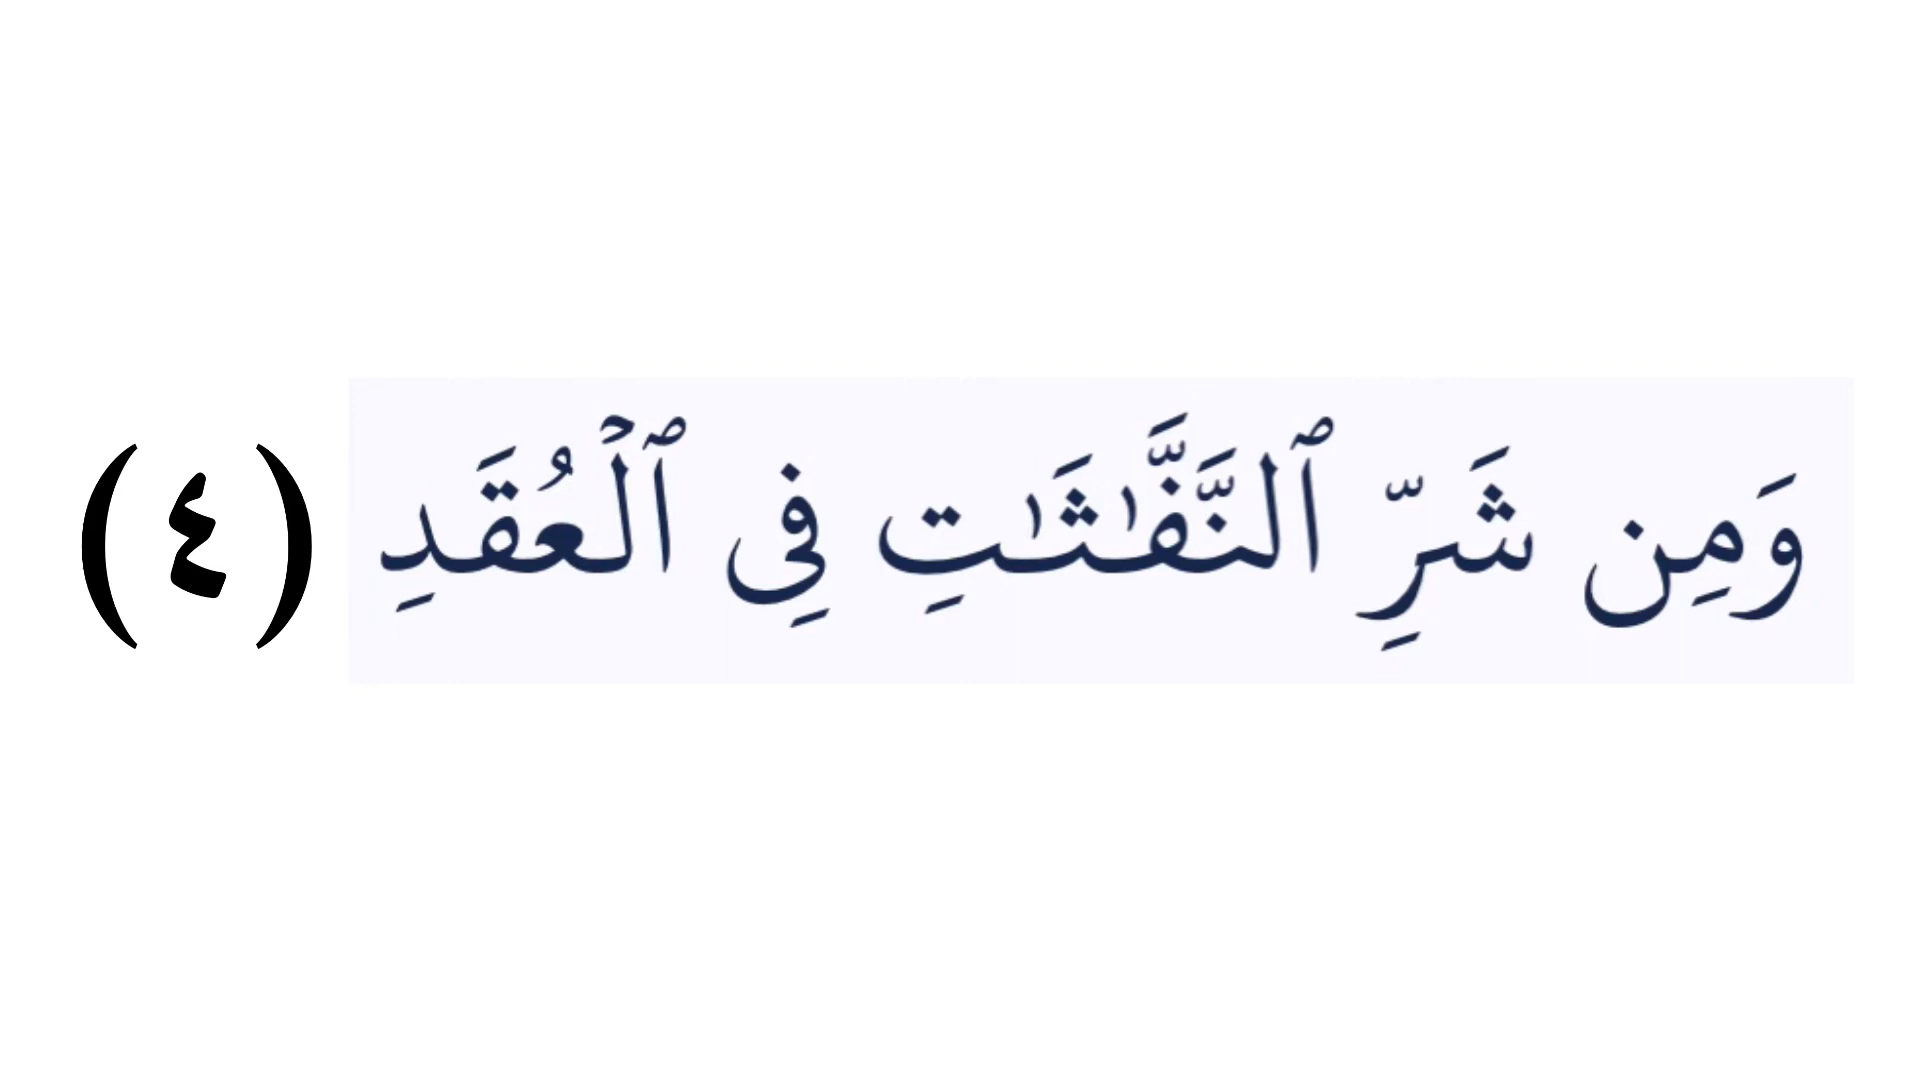 وَمِن شَرِّ ٱلنَّفَّـٰثَـٰتِ فِى ٱلْعُقَدِ (٤)